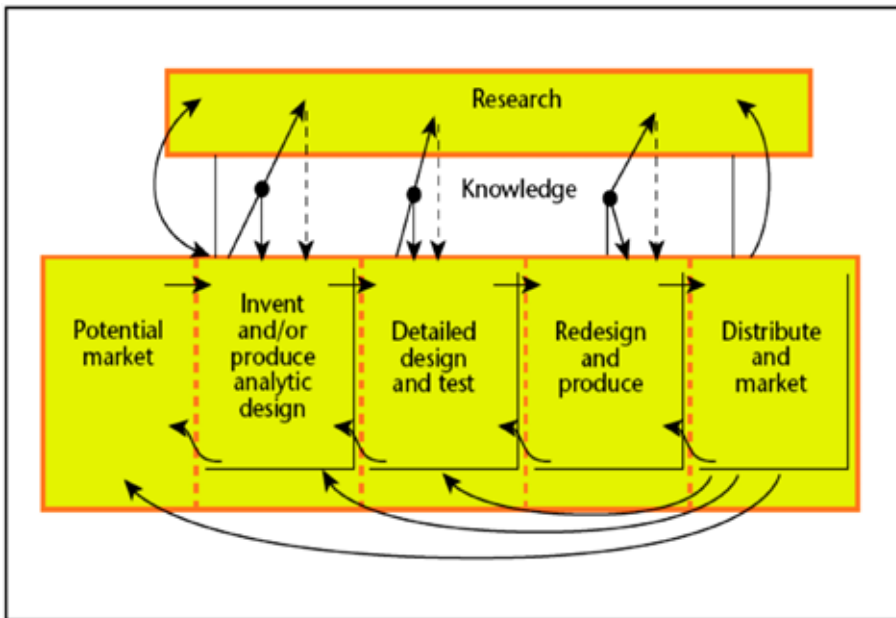 Research
Knowledge
Potential
market
Invent
and/or
produce
analytic
design
Detailed
design
and test
Redesign
and
produce
Distribute
and
market